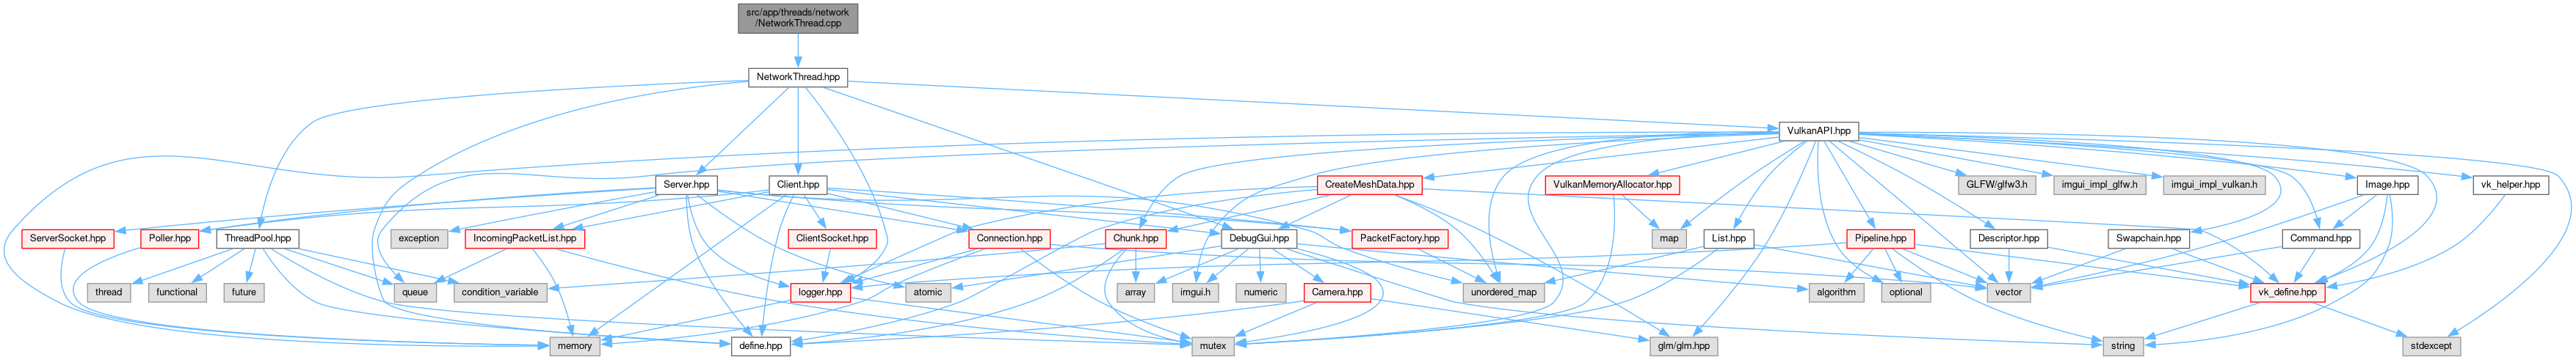 src/app/threads/network
/NetworkThread.cpp
NetworkThread.hpp
VulkanAPI.hpp
Server.hpp
Client.hpp
CreateMeshData.hpp
VulkanMemoryAllocator.hpp
GLFW/glfw3.h
imgui_impl_glfw.h
imgui_impl_vulkan.h
Image.hpp
vk_helper.hpp
ServerSocket.hpp
Poller.hpp
ThreadPool.hpp
exception
IncomingPacketList.hpp
ClientSocket.hpp
Connection.hpp
Chunk.hpp
DebugGui.hpp
PacketFactory.hpp
map
List.hpp
Pipeline.hpp
Descriptor.hpp
Swapchain.hpp
Command.hpp
thread
functional
future
queue
condition_variable
logger.hpp
atomic
array
imgui.h
numeric
Camera.hpp
unordered_map
algorithm
optional
vector
vk_define.hpp
memory
define.hpp
mutex
glm/glm.hpp
string
stdexcept